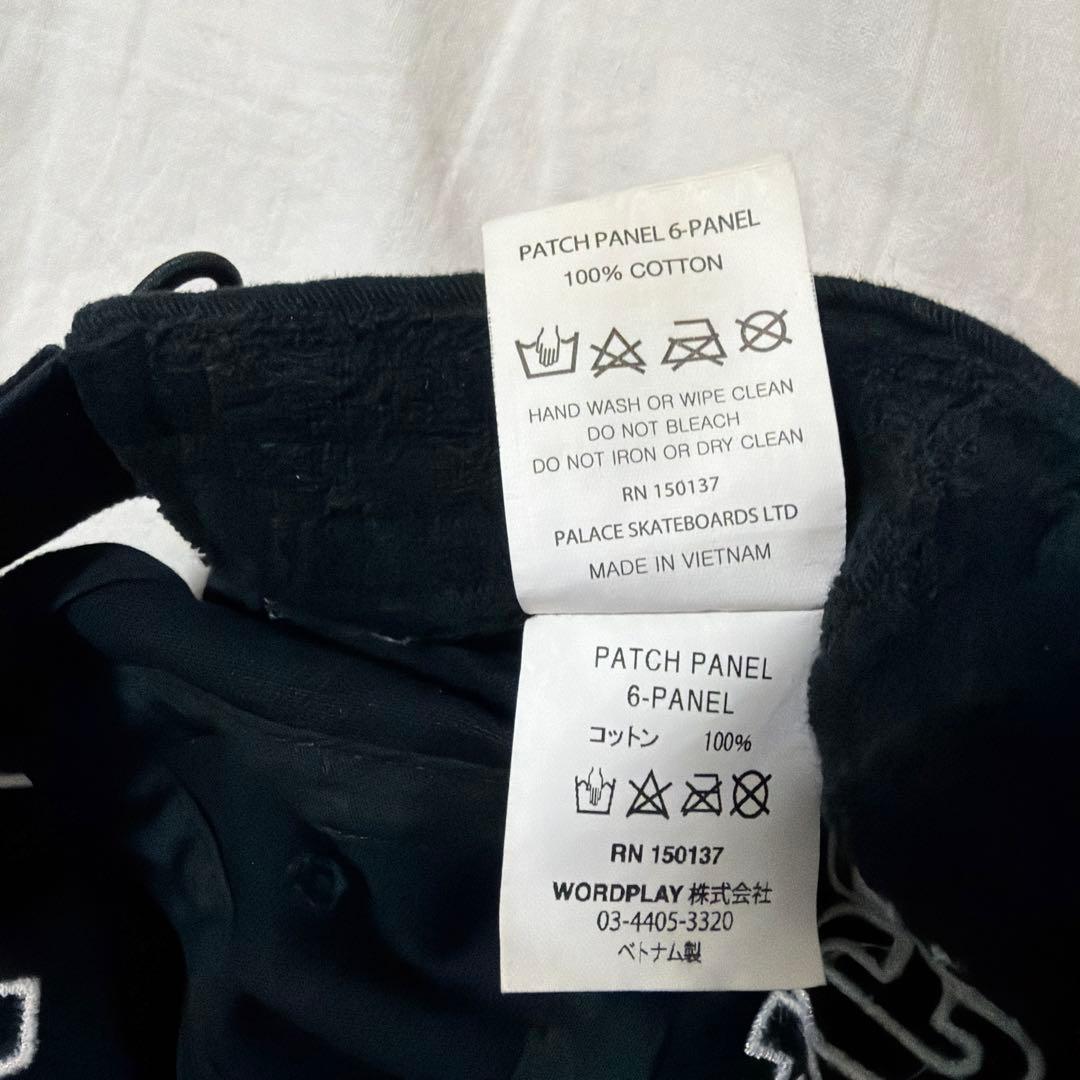 PATCH PANEL 6-PANEL
100% COTTON
HAND WASH OR WIPE CLEAN
DO NOT BLEACH
DO NOT IRON OR DRY CLEAN
RN 150137
PALACE SKATEBOARDS LTD
MADE IN VIETNAM
PATCH PANEL
6-PANEL
コットン 100%
RN 150137
WORDPLAY 株式会社
03-4405-3320
ベトナム製